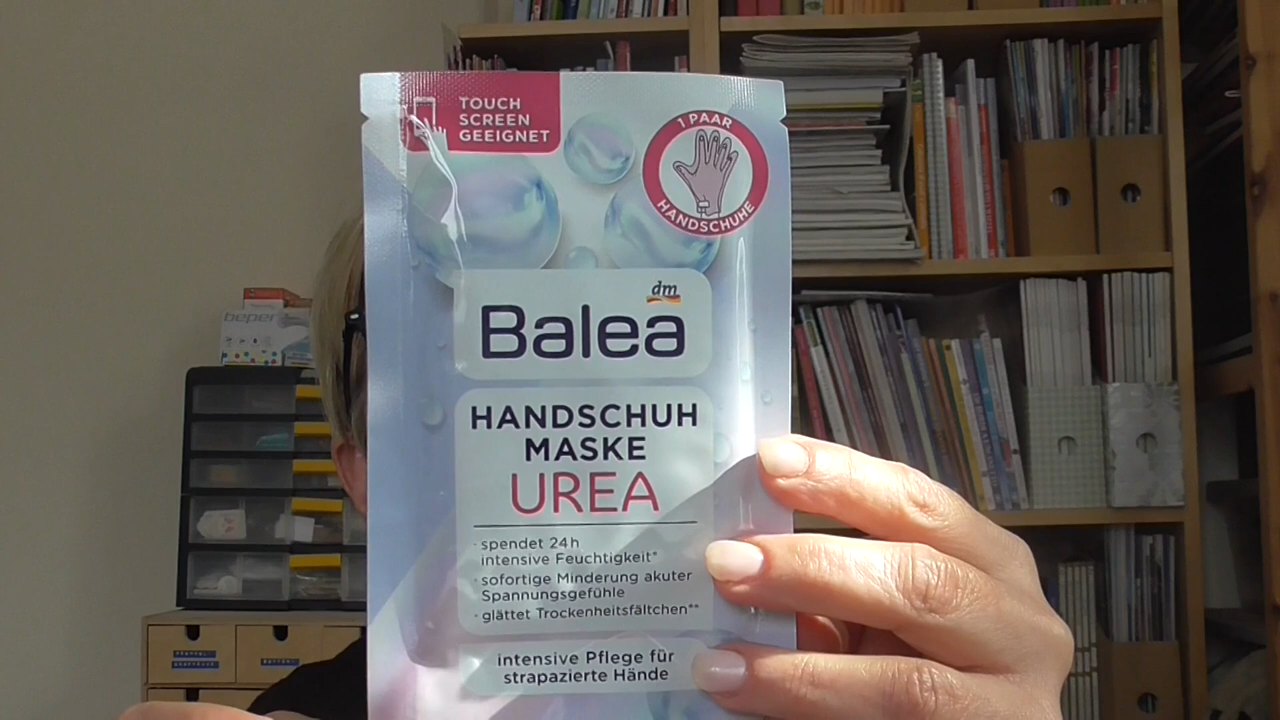 TOUCH
SCREEN
GEEIGNET
1 PAAR
HANDSCHUHE
dm
Balea
HANDSCHUH
MASKE
UREA
· spendet 24h
intensive Feuchtigkeit*
· sofortige Minderung akuter
Spannungsgefühle
· glättet Trockenheitsfältchen**
intensive Pflege für
strapazierte Hände
beper